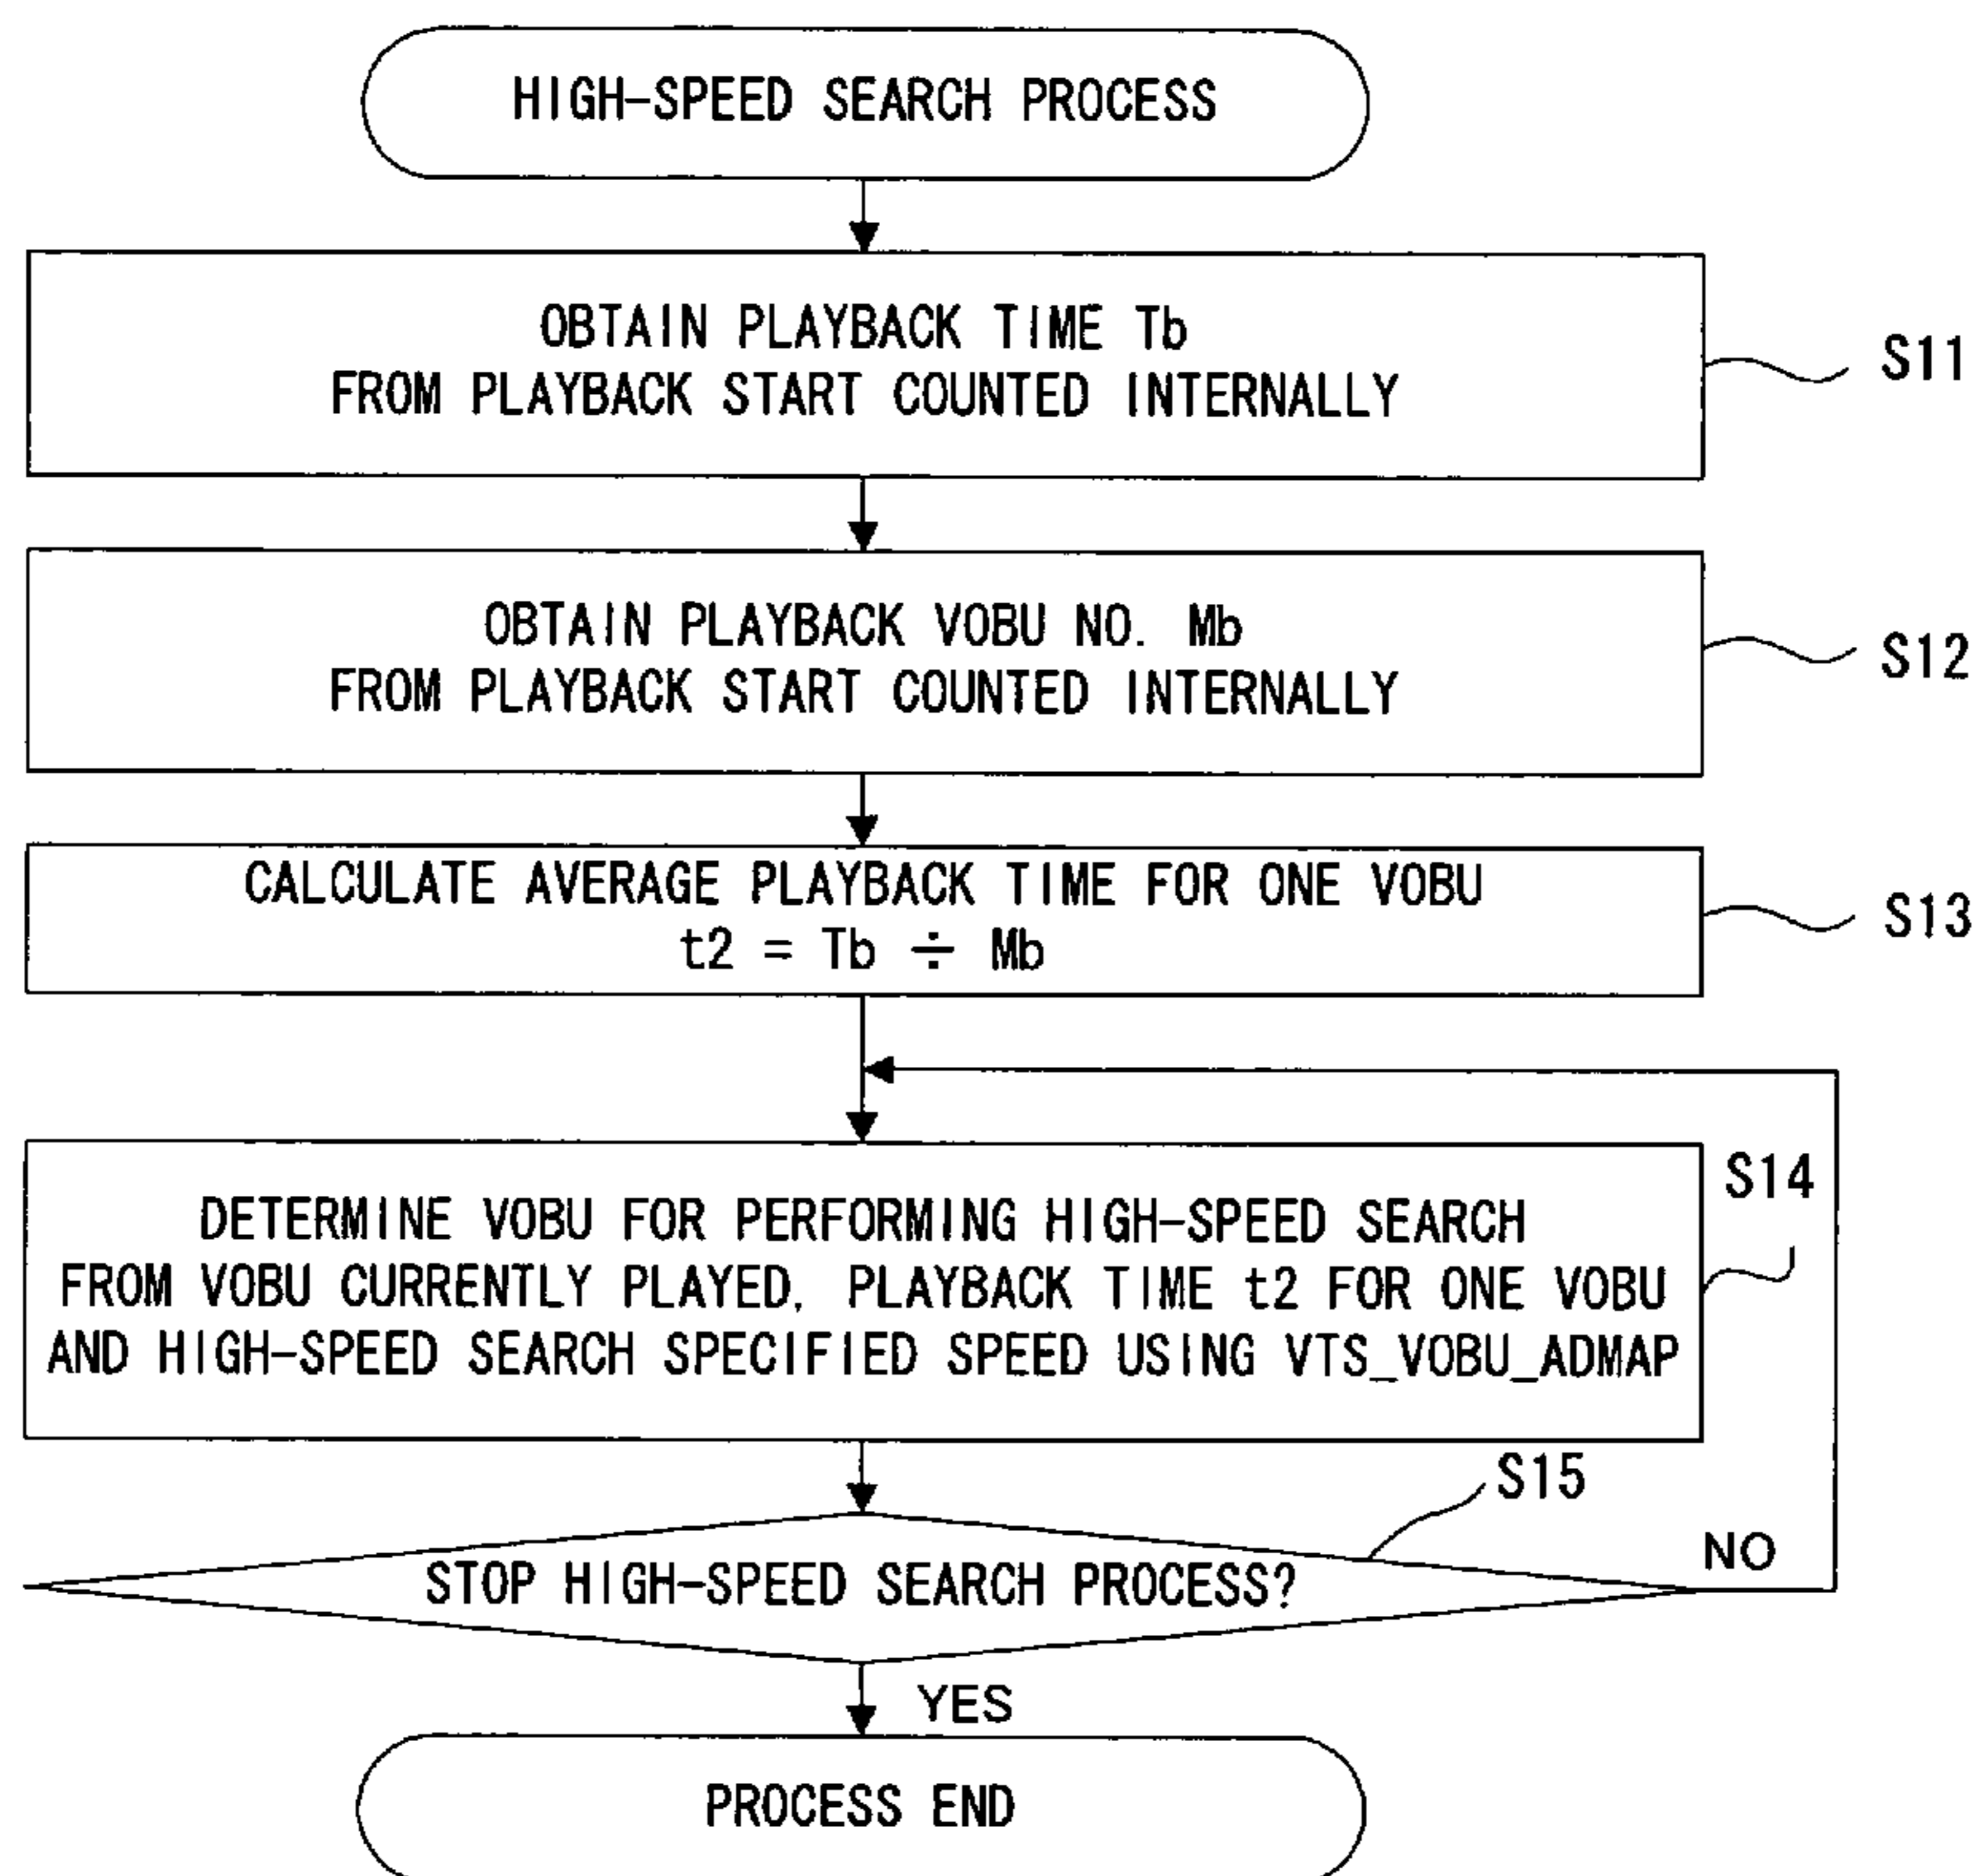 HIGH-SPEED SEARCH PROCESS
OBTAIN PLAYBACK TIME Tb
FROM PLAYBACK START COUNTED INTERNALLY
S11
OBTAIN PLAYBACK VOBU NO. Mb
FROM PLAYBACK START COUNTED INTERNALLY
S12
CALCULATE AVERAGE PLAYBACK TIME FOR ONE VOBU
t2 = Tb ÷ Mb
S13
DETERMINE VOBU FOR PERFORMING HIGH-SPEED SEARCH
FROM VOBU CURRENTLY PLAYED, PLAYBACK TIME t2 FOR ONE VOBU
AND HIGH-SPEED SEARCH SPECIFIED SPEED USING VTS_VOBU_ADMAP
S14
STOP HIGH-SPEED SEARCH PROCESS?
S15
NO
YES
PROCESS END